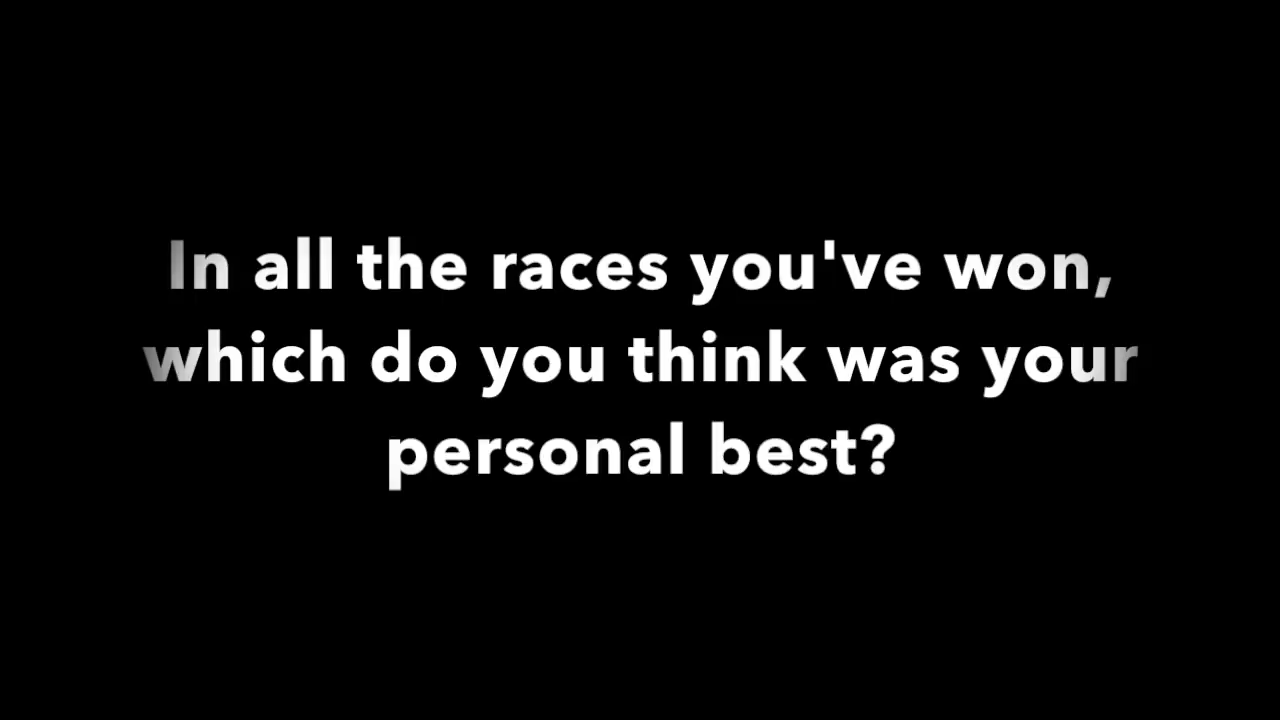 In all the races you've won,
which do you think was your
personal best?